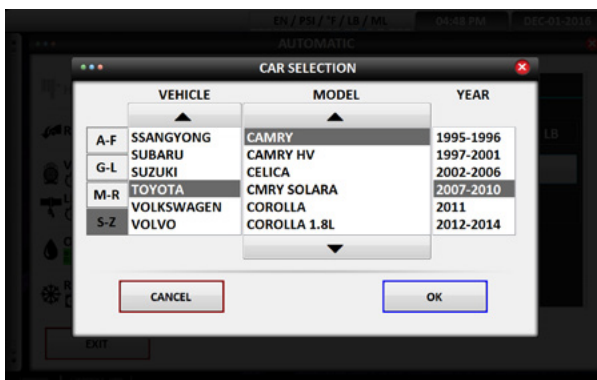 EN / PSI / °F / LB / ML 04:48 PM DEC-01-2016
AUTOMATIC
CAR SELECTION
VEHICLE MODEL YEAR
A-F
G-L
M-R
S-Z
SSANGYONG
SUBARU
SUZUKI
TOYOTA
VOLKSWAGEN
VOLVO
CAMRY
CAMRY HV
CELICA
CMRY SOLARA
COROLLA
COROLLA 1.8L
1995-1996
1997-2001
2002-2006
2007-2010
2011
2012-2014
LB
CANCEL OK
EXIT